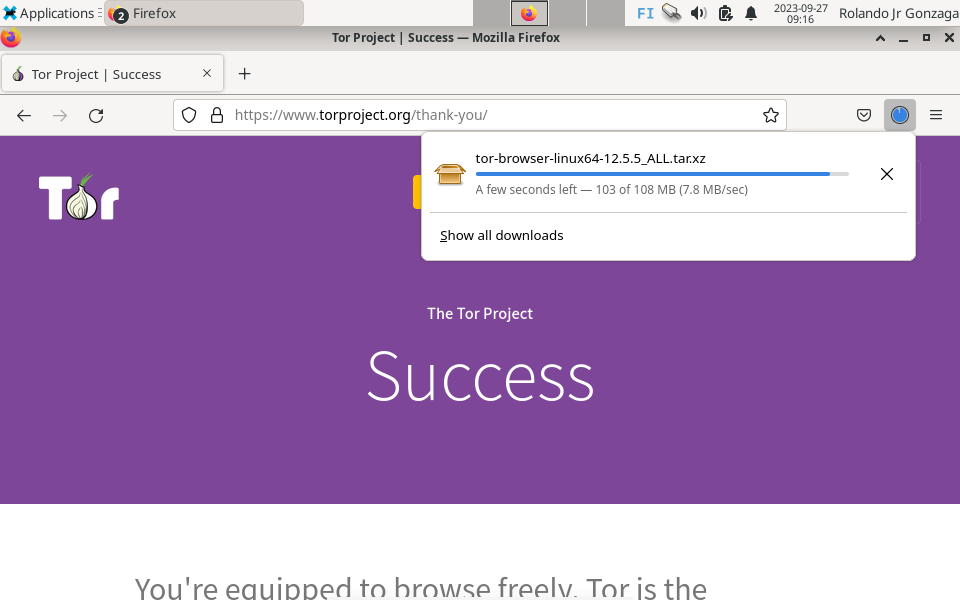 Applications
2 Firefox
FI
2023-09-27
09:16
Rolando Jr Gonzaga
Tor Project | Success — Mozilla Firefox
Tor Project | Success
https://www.torproject.org/thank-you/
tor-browser-linux64-12.5.5_ALL.tar.xz
A few seconds left — 103 of 108 MB (7.8 MB/sec)
Show all downloads
Tor
The Tor Project
Success
You're equipped to browse freely. Tor is the